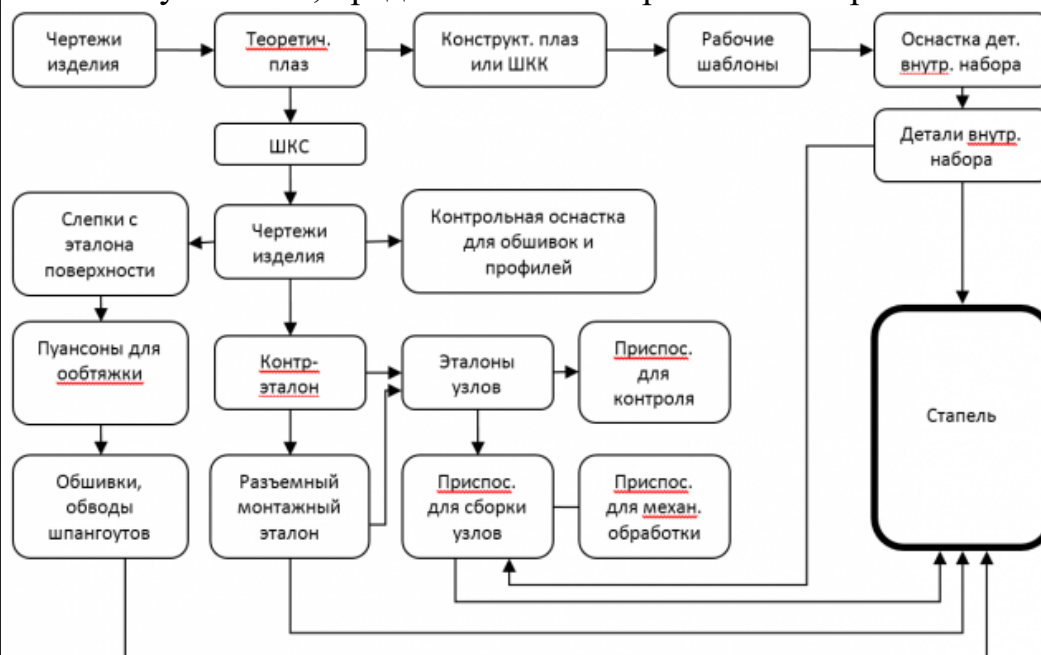 Чертежи
изделия
Теоретич.
плаз
Конструкт. плаз
или ШКК
Рабочие
шаблоны
Оснастка дет.
внутр. набора
ШКС
Детали внутр.
набора
Слепки с
эталона
поверхности
Чертежи
изделия
Контрольная оснастка
для обшивок и
профилей
Пуансоны для
ообтяжки
Контр-
эталон
Эталоны
узлов
Приспос.
для
контроля
Стапель
Обшивки,
обводы
шпангоутов
Разъемный
монтажный
эталон
Приспос.
для сборки
узлов
Приспос.
для механ.
обработки